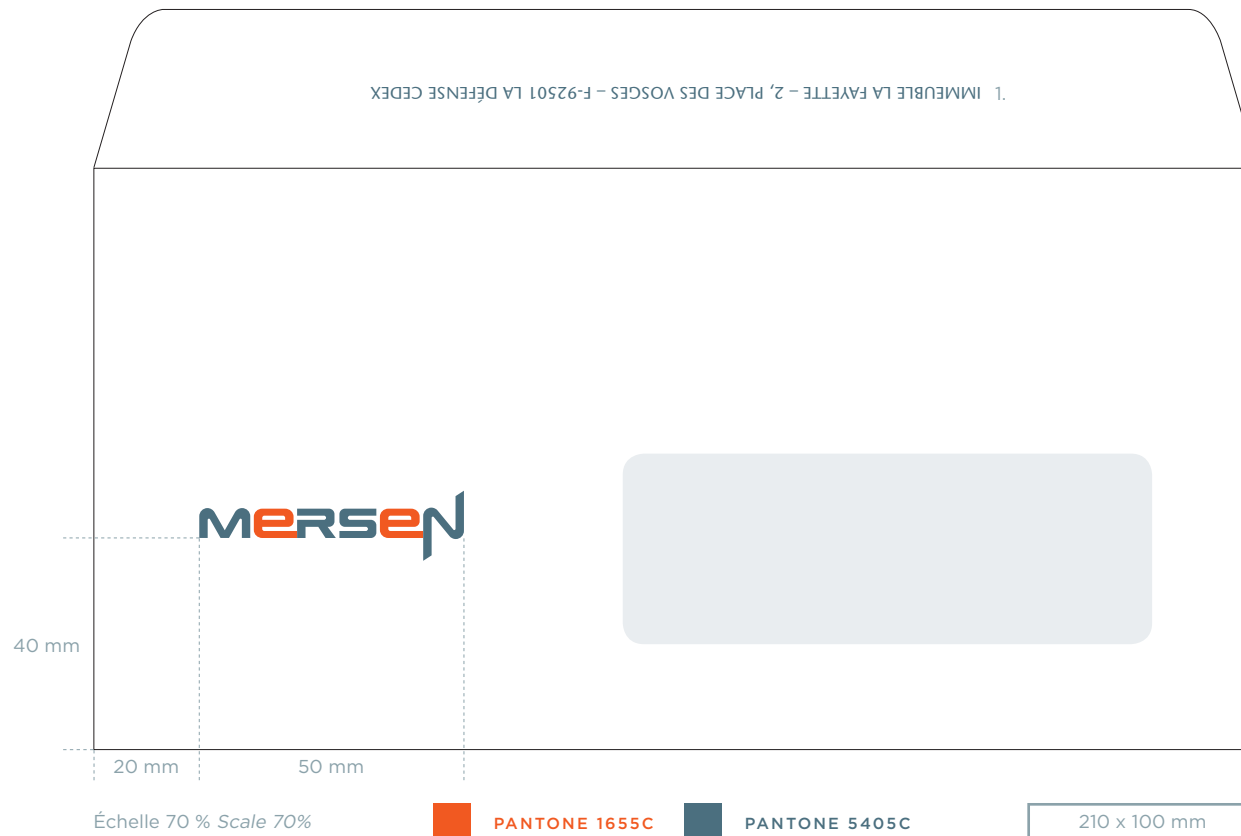 1. IMMEUBLE LA FAYETTE – 2, PLACE DES VOSGES – F-92501 LA DÉFENSE CEDEX
MERSEN
40 mm
20 mm
50 mm
Échelle 70 % Scale 70%
PANTONE 1655C
PANTONE 5405C
210 x 100 mm